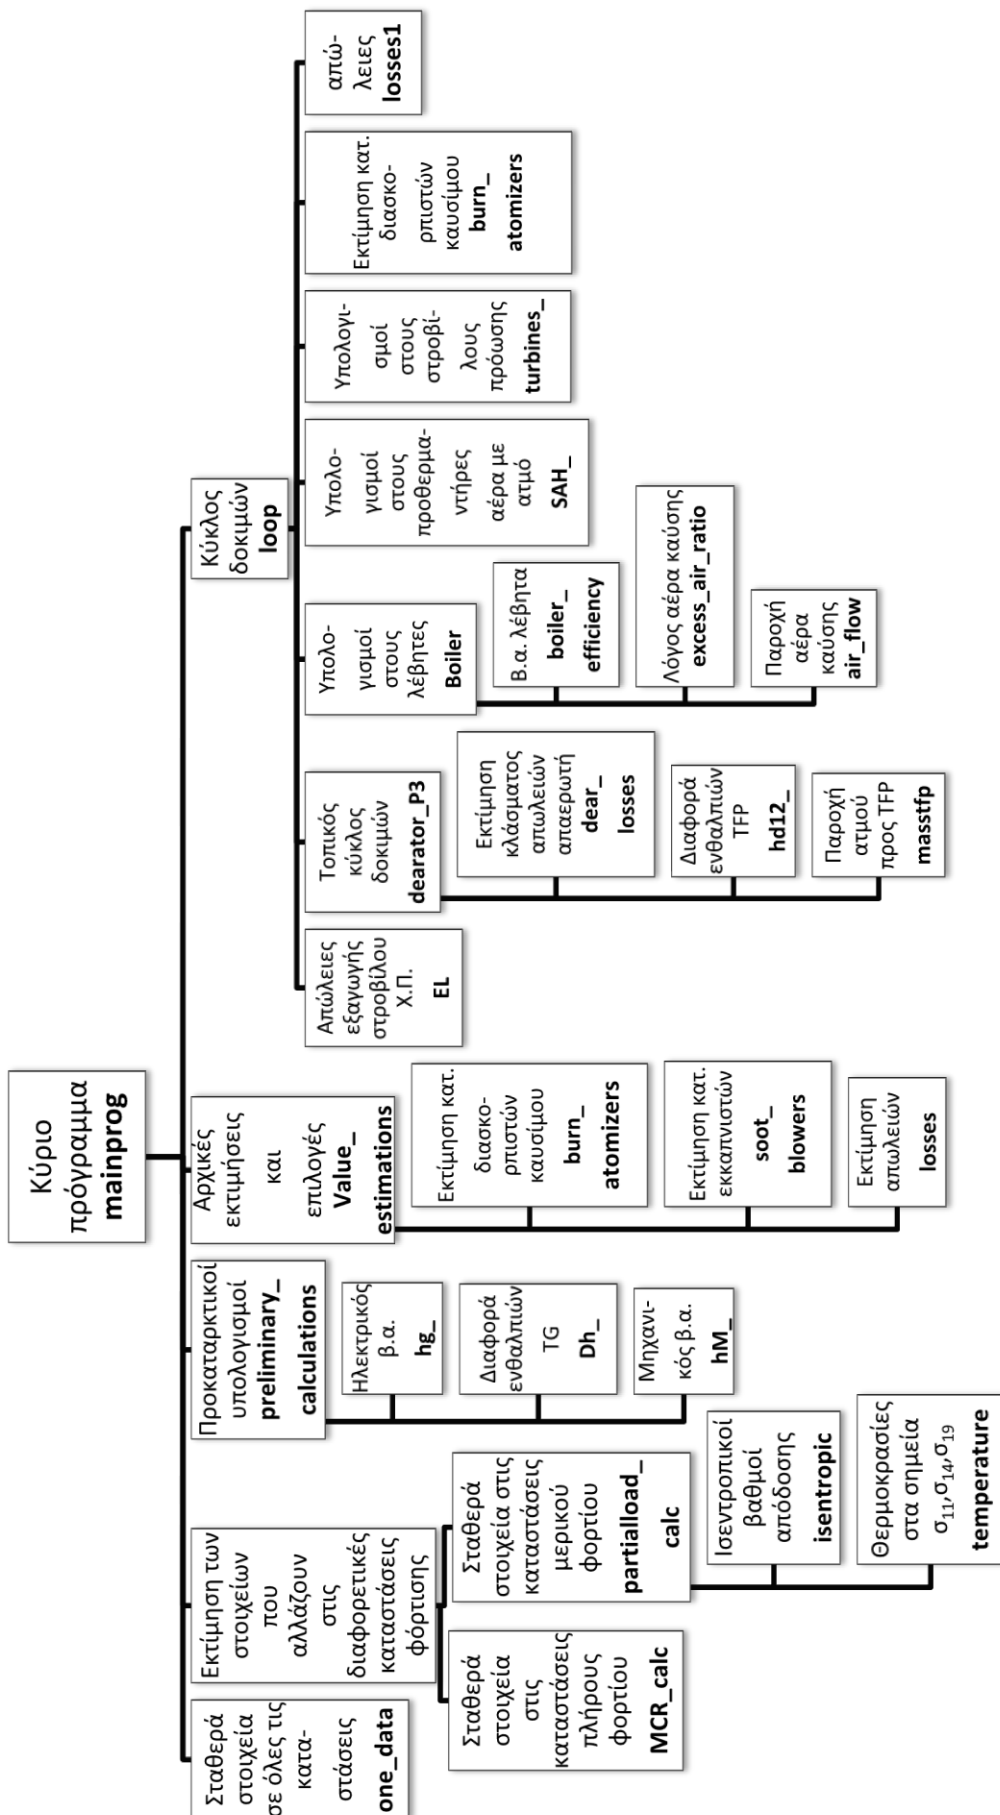 Κύριο
πρόγραμμα
mainprog
Σταθερά
στοιχεία
σε όλες τις
κατα-
στάσεις
one_data
Εκτίμηση των
στοιχείων
που
αλλάζουν
στις
διαφορετικές
καταστάσεις
φόρτισης
Σταθερά
στοιχεία
στις
καταστάσεις
πλήρους
φορτίου
MCR_calc
Σταθερά
στοιχεία στις
καταστάσεις
μερικού
φορτίου
partialload_
calc
Ισεντροπικοί
βαθμοί
απόδοσης
isentropic
Θερμοκρασίες
στα σημεία
σ11,σ14,σ19
temperature
Προκαταρκτικοί
υπολογισμοί
preliminary_
calculations
Ηλεκτρικός
β.α.
hg_
Διαφορά
ενθαλπιών
TG
Dh_
Μηχανι-
κός β.α.
hM_
Αρχικές
εκτιμήσεις
και
επιλογές
Value_
estimations
Εκτίμηση κατ.
διασκο-
ρπιστών
καυσίμου
burn_
atomizers
Εκτίμηση κατ.
εκκαπνιστών
soot_
blowers
Εκτίμηση
απωλειών
losses
Κύκλος
δοκιμών
loop
Απώλειες
εξαγωγής
στροβίλου
Χ.Π.
EL
Τοπικός
κύκλος
δοκιμών
dearator_P3
Εκτίμηση
κλάσματος
απωλειών
απαερωτή
dear_
losses
Διαφορά
ενθαλπιών
TFP
hd12_
Παροχή
ατμού
προς TFP
masstfp
Υπολο-
γισμοί
στους
λέβητες
Boiler
Β.α. λέβητα
boiler_
efficiency
Λόγος αέρα καύσης
excess_air_ratio
Παροχή
αέρα
καύσης
air_flow
Υπολο-
γισμοί
στους
προθερμα-
ντήρες
αέρα με
ατμό
SAH_
Υπολογι-
σμοί
στους
στροβί-
λους
πρόωσης
turbines_
Εκτίμηση κατ.
διασκο-
ρπιστών
καυσίμου
burn_
atomizers
απώ-
λειες
losses1